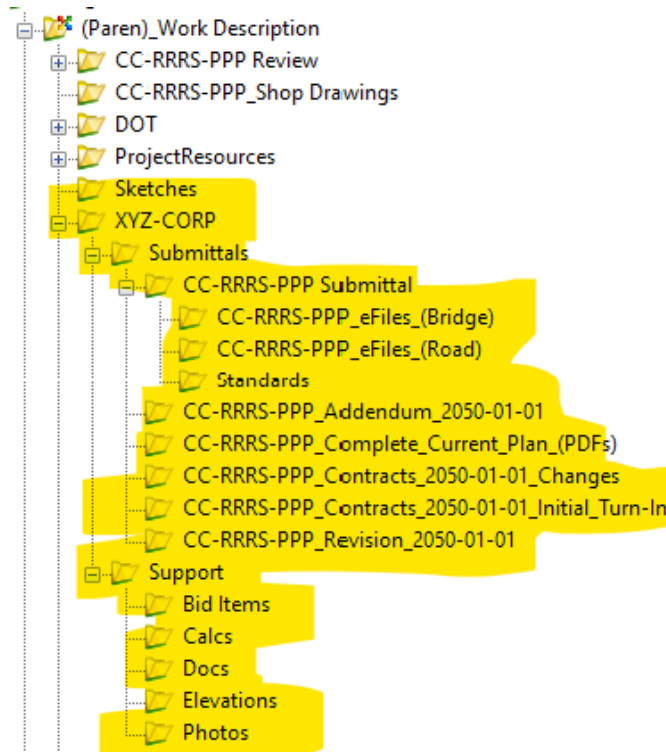 (Paren)_Work Description
CC-RRRS-PPP Review
CC-RRRS-PPP_Shop Drawings
DOT
ProjectResources
Sketches
XYZ-CORP
Submittals
CC-RRRS-PPP Submittal
CC-RRRS-PPP_eFiles_(Bridge)
CC-RRRS-PPP_eFiles_(Road)
Standards
CC-RRRS-PPP_Addendum_2050-01-01
CC-RRRS-PPP_Complete_Current_Plan_(PDFs)
CC-RRRS-PPP_Contracts_2050-01-01_Changes
CC-RRRS-PPP_Contracts_2050-01-01_Initial_Turn-In
CC-RRRS-PPP_Revision_2050-01-01
Support
Bid Items
Calcs
Docs
Elevations
Photos